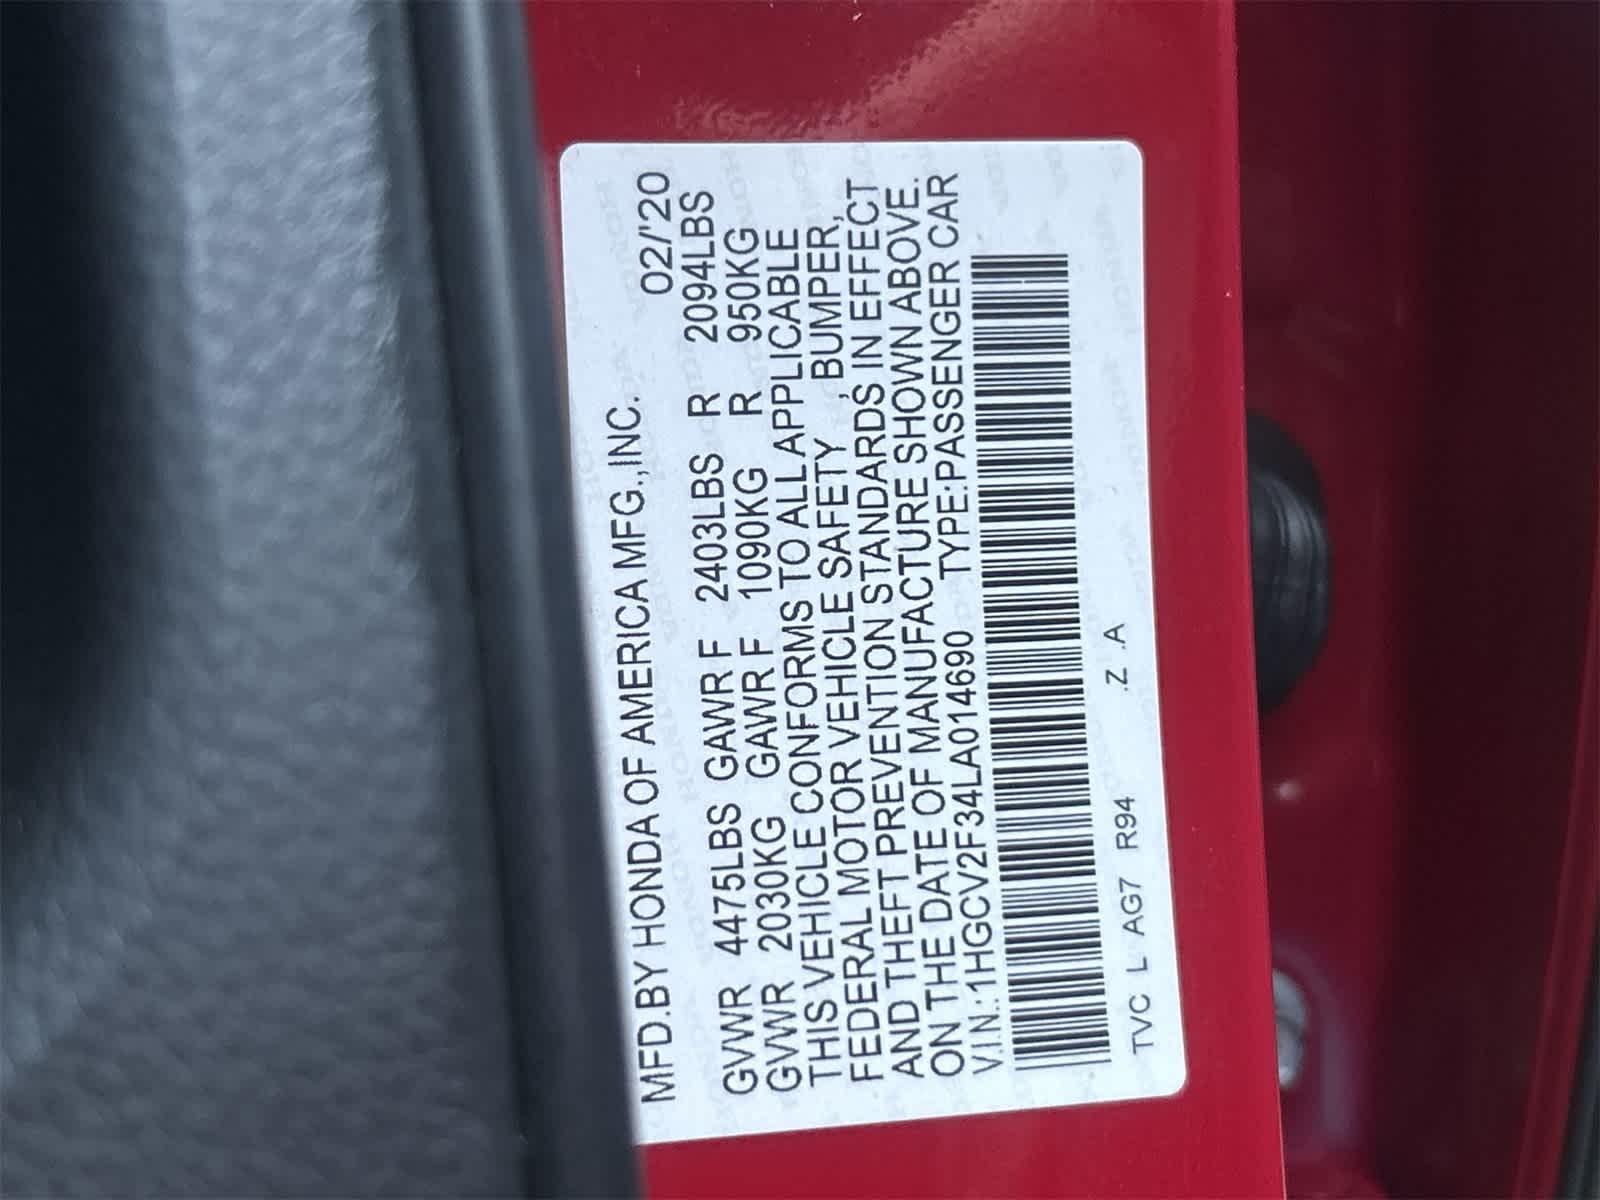 MFD.BY HONDA OF AMERICA MFG.,INC. 02/'20
GVWR 4475LBS GAWR F 2403LBS R 2094LBS
GVWR 2030KG GAWR F 1090KG R 950KG
THIS VEHICLE CONFORMS TO ALL APPLICABLE
FEDERAL MOTOR VEHICLE SAFETY, BUMPER,
AND THEFT PREVENTION STANDARDS IN EFFECT
ON THE DATE OF MANUFACTURE SHOWN ABOVE.
V.I.N.:1HGCV2F34LA014690 TYPE:PASSENGER CAR
TVC L AG7 R94 .Z .A